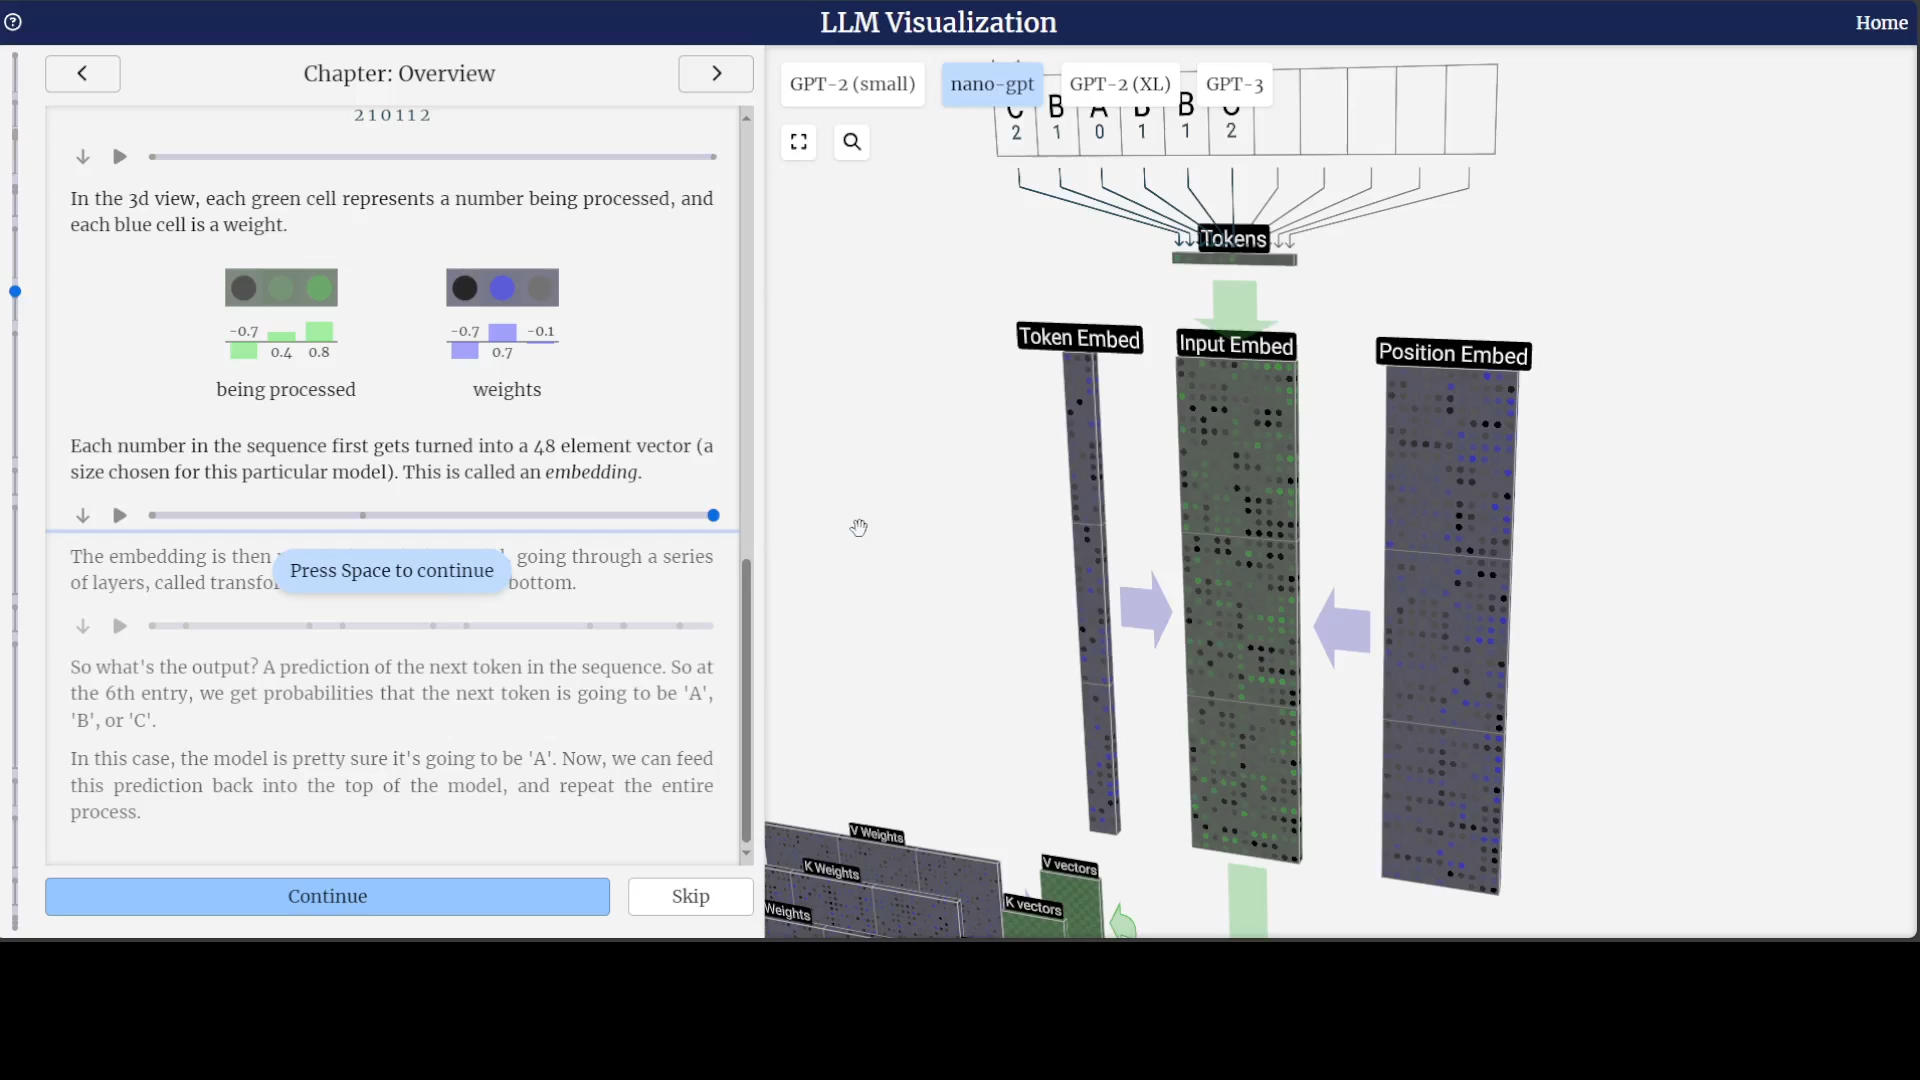 LLM Visualization
Home
Chapter: Overview
2 1 0 1 1 2
In the 3d view, each green cell represents a number being processed, and
each blue cell is a weight.
-0.7
0.4 0.8
being processed
-0.7 -0.1
0.7
weights
Each number in the sequence first gets turned into a 48 element vector (a
size chosen for this particular model). This is called an embedding.
The embedding is then going through a series
of layers, called bottom.
Press Space to continue
So what's the output? A prediction of the next token in the sequence. So at
the 6th entry, we get probabilities that the next token is going to be 'A',
'B', or 'C'.
In this case, the model is pretty sure it's going to be 'A'. Now, we can feed
this prediction back into the top of the model, and repeat the entire
process.
Continue
Skip
GPT-2 (small)
nano-gpt
GPT-2 (XL)
GPT-3
C B A B B C
2 1 0 1 1 2
Tokens
Token Embed
Input Embed
Position Embed
V Weights
K Weights
Weights
V vectors
K vectors